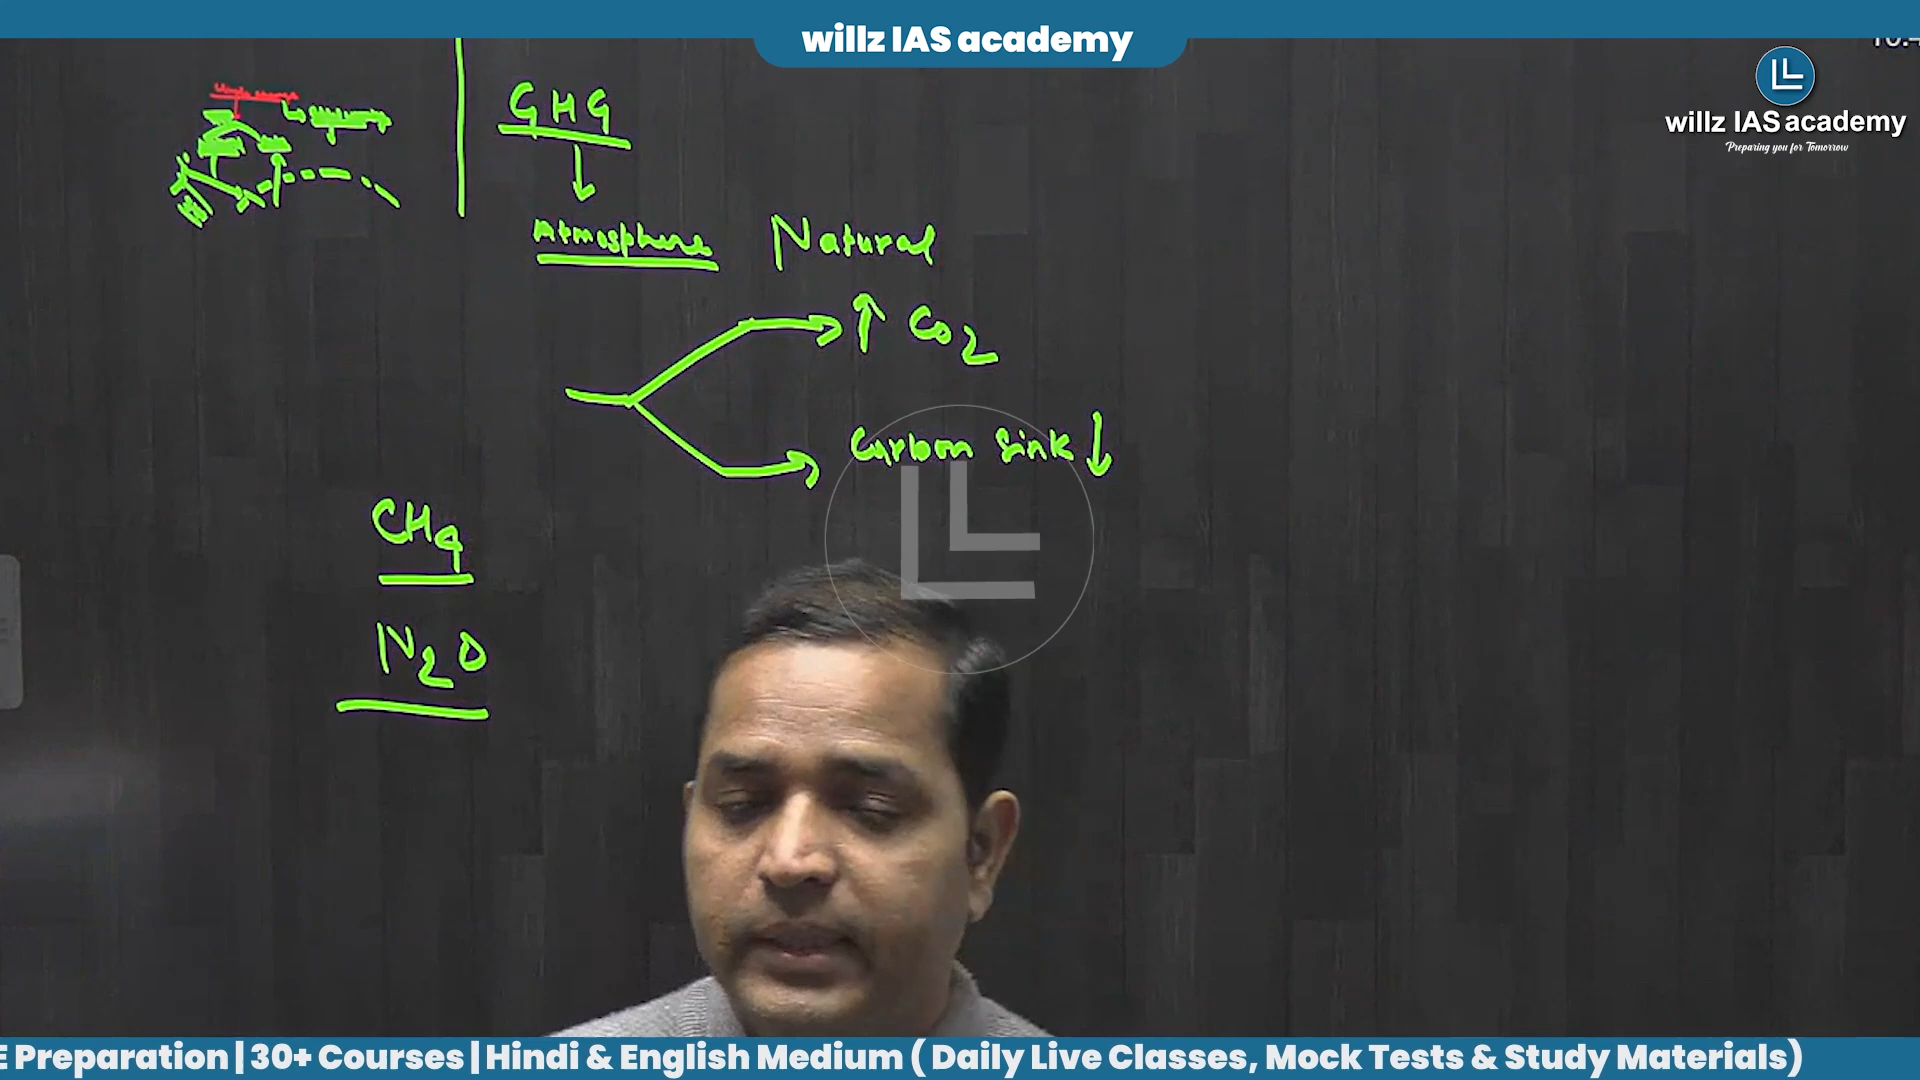 willz IAS academy
willz IAS academy
Preparing you for Tomorrow
GHG
Atmosphere Natural
↑ CO2
Carbon Sink ↓
CH4
N2O
E Preparation | 30+ Courses | Hindi & English Medium ( Daily Live Classes, Mock Tests & Study Materials)